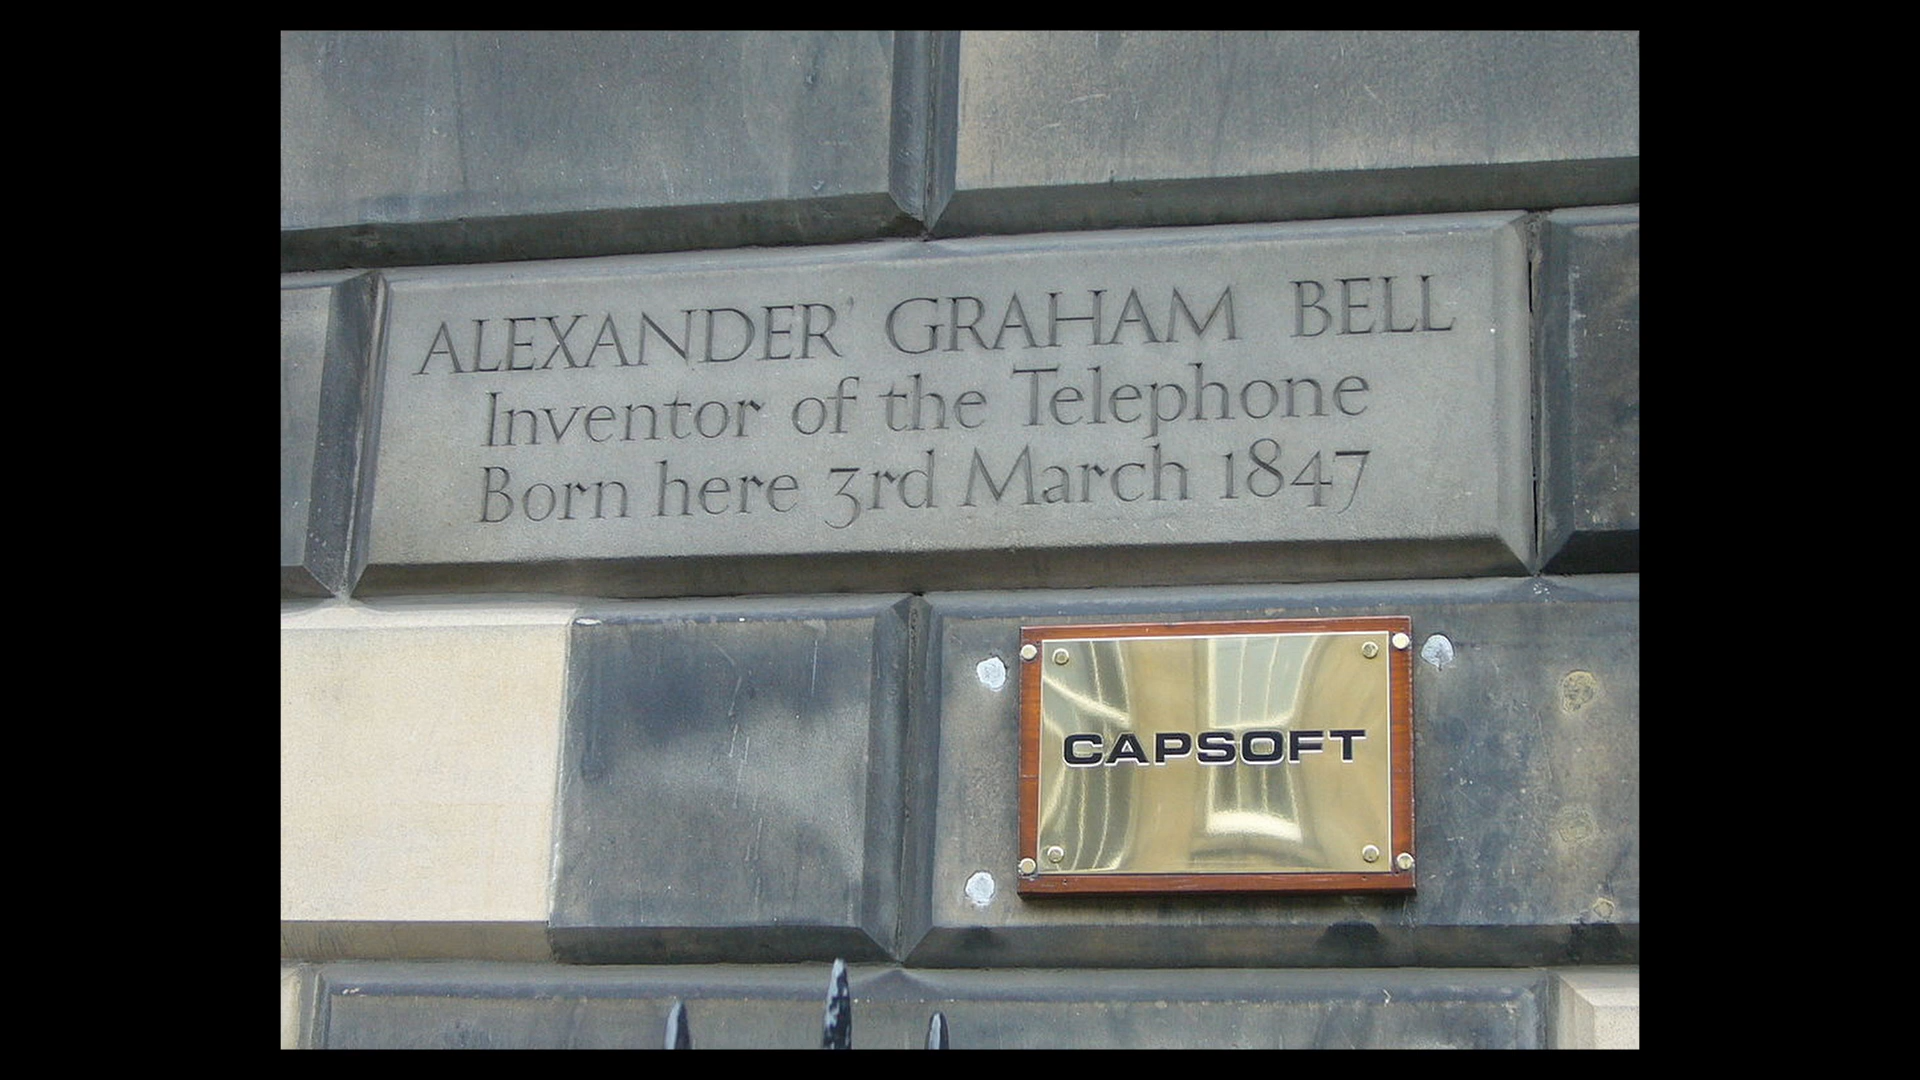 ALEXANDER GRAHAM BELL
Inventor of the Telephone
Born here 3rd March 1847
CAPSOFT